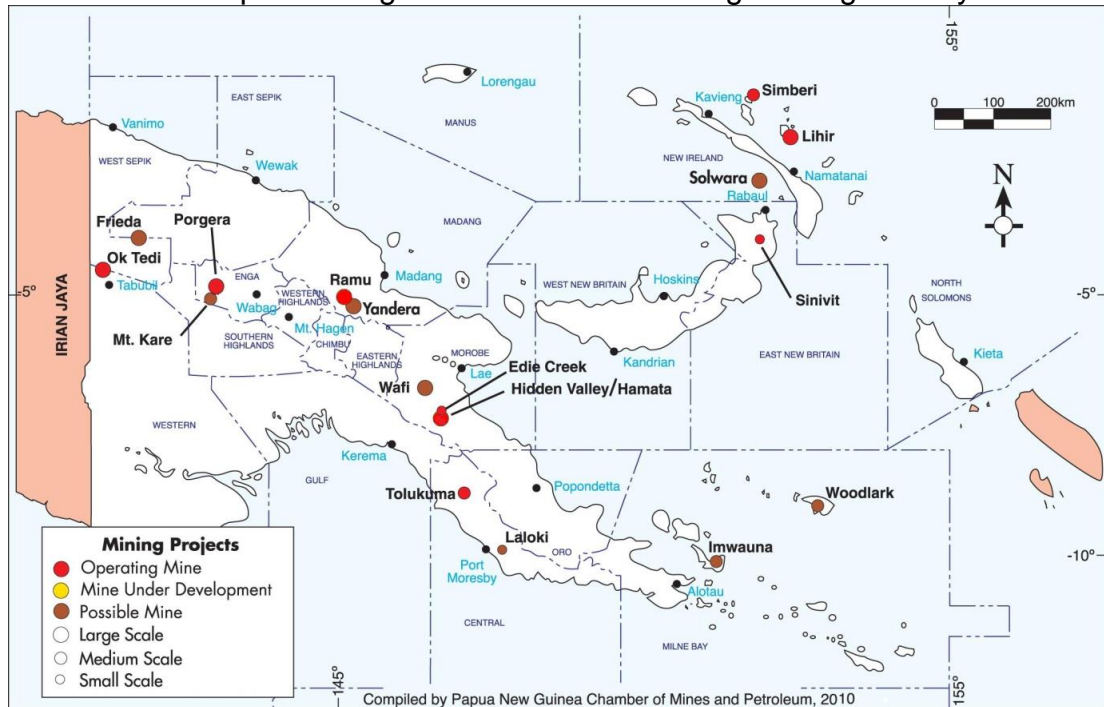 155°
EAST SEPIK
Lorengau
Simberi
Kavieng
0 100 200km
Vanimo
MANUS
Lihir
WEST SEPIK
NEW IRELAND
Wewak
Solwara
Namatanai
N
Rabaul
Frieda
Porgera
MADANG
Ok Tedi
ENGA
Ramu
Madang
Tabubil
WESTERN
HIGHLANDS
WEST NEW BRITAIN
Hoskins
NORTH
SOLOMONS
-5°
Wabag
Yandera
Sinivit
-5°
IRIAN JAYA
Mt. Kare
Mt. Hagen
SOUTHERN
HIGHLANDS
CHIMBU
EASTERN
HIGHLANDS
MOROBE
Kandrian
EAST NEW BRITAIN
Kieta
Lae
Edie Creek
Wafi
Hidden Valley/Hamata
WESTERN
Kerema
GULF
Tolukuma
Popondetta
Woodlark
Laloki
ORO
Imwauna
-10°
Port
Moresby
Alotau
CENTRAL
MILNE BAY
Mining Projects
Operating Mine
Mine Under Development
Possible Mine
Large Scale
Medium Scale
Small Scale
145°
Compiled by Papua New Guinea Chamber of Mines and Petroleum, 2010
155°